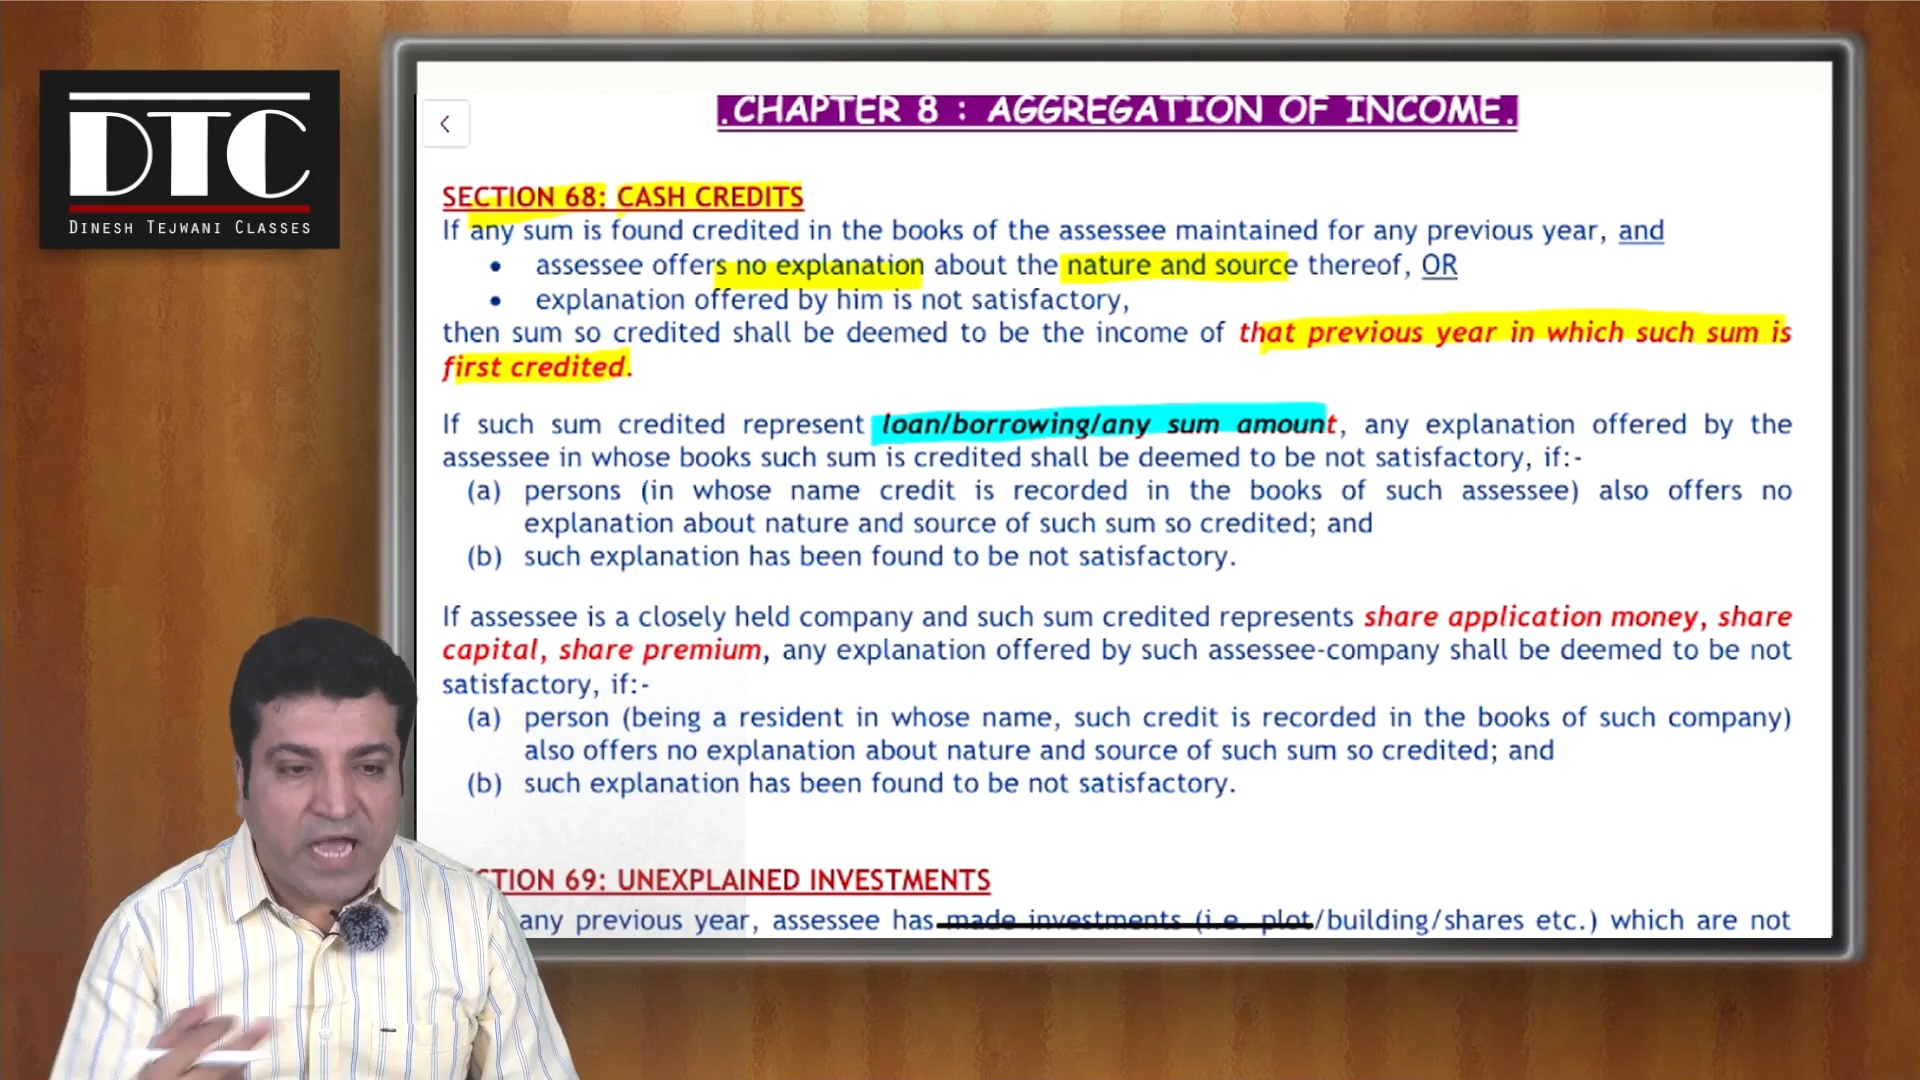 DTC
DINESH TEJWANI CLASSES
.CHAPTER 8 : AGGREGATION OF INCOME.
SECTION 68: CASH CREDITS
If any sum is found credited in the books of the assessee maintained for any previous year, and
• assessee offers no explanation about the nature and source thereof, OR
• explanation offered by him is not satisfactory,
then sum so credited shall be deemed to be the income of that previous year in which such sum is
first credited.
If such sum credited represent loan/borrowing/any sum amount, any explanation offered by the
assessee in whose books such sum is credited shall be deemed to be not satisfactory, if:-
(a) persons (in whose name credit is recorded in the books of such assessee) also offers no
explanation about nature and source of such sum so credited; and
(b) such explanation has been found to be not satisfactory.
If assessee is a closely held company and such sum credited represents share application money, share
capital, share premium, any explanation offered by such assessee-company shall be deemed to be not
satisfactory, if:-
(a) person (being a resident in whose name, such credit is recorded in the books of such company)
also offers no explanation about nature and source of such sum so credited; and
(b) such explanation has been found to be not satisfactory.
CTION 69: UNEXPLAINED INVESTMENTS
any previous year, assessee has made investments (i.e. plot/building/shares etc.) which are not